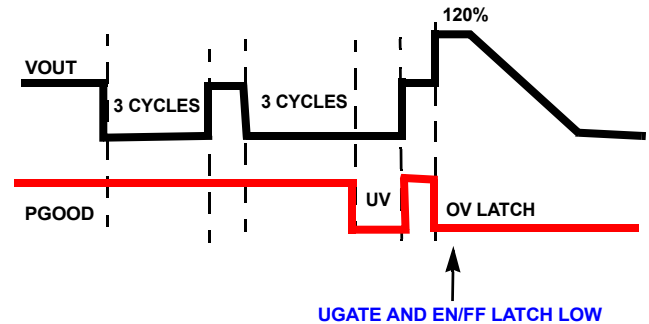 120%
VOUT
3 CYCLES
3 CYCLES
UV
PGOOD
OV LATCH
UGATE AND EN/FF LATCH LOW